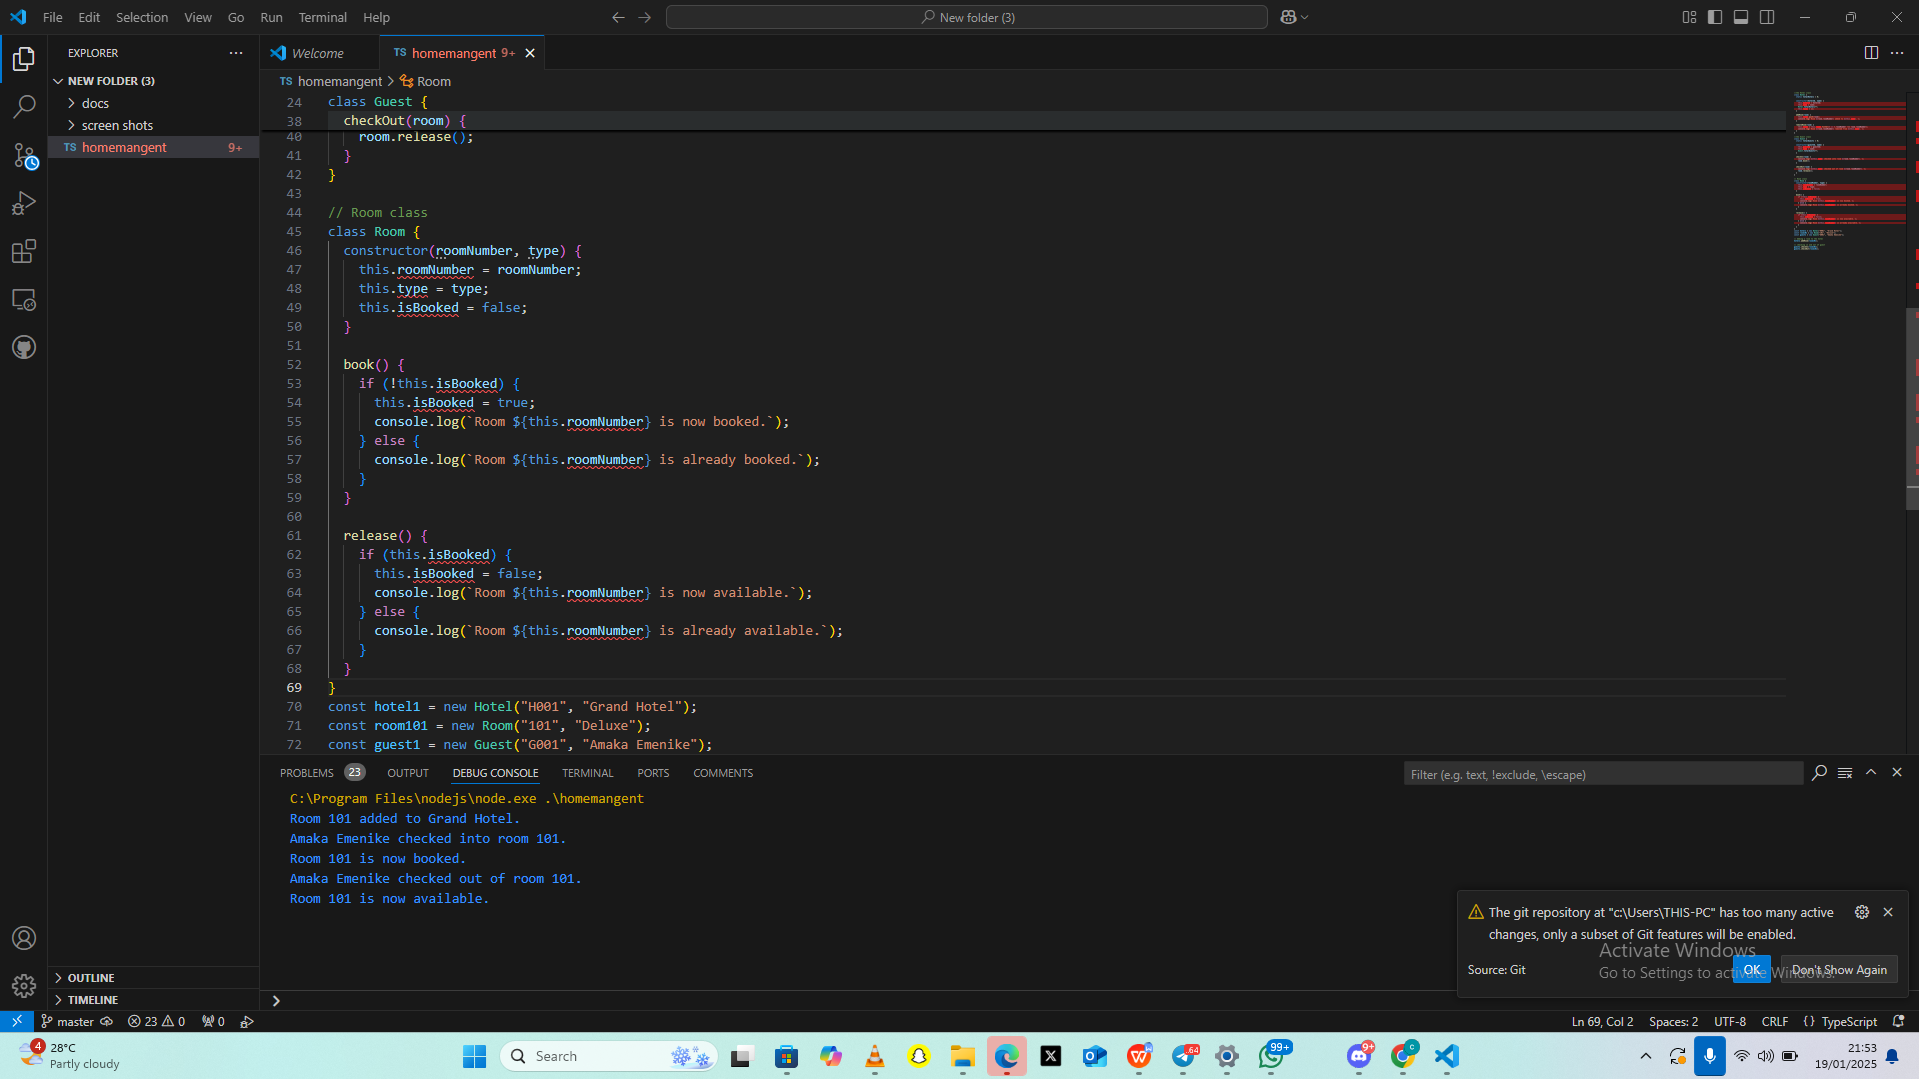 File Edit Selection View Go Run Terminal Help
New folder (3)
EXPLORER
NEW FOLDER (3)
docs
screen shots
TS homemangent 9+
Welcome
TS homemangent 9+
TS homemangent > Room
24 class Guest {
38 checkOut(room) {
40 room.release();
41 }
42 }
43
44 // Room class
45 class Room {
46 constructor(roomNumber, type) {
47 this.roomNumber = roomNumber;
48 this.type = type;
49 this.isBooked = false;
50 }
51
52 book() {
53 if (!this.isBooked) {
54 this.isBooked = true;
55 console.log(`Room ${this.roomNumber} is now booked.`);
56 } else {
57 console.log(`Room ${this.roomNumber} is already booked.`);
58 }
59 }
60
61 release() {
62 if (this.isBooked) {
63 this.isBooked = false;
64 console.log(`Room ${this.roomNumber} is now available.`);
65 } else {
66 console.log(`Room ${this.roomNumber} is already available.`);
67 }
68 }
69 }
70 const hotel1 = new Hotel("H001", "Grand Hotel");
71 const room101 = new Room("101", "Deluxe");
72 const guest1 = new Guest("G001", "Amaka Emenike");
PROBLEMS 23 OUTPUT DEBUG CONSOLE TERMINAL PORTS COMMENTS
Filter (e.g. text, !exclude, \escape)
C:\Program Files\nodejs\node.exe .\homemangent
Room 101 added to Grand Hotel.
Amaka Emenike checked into room 101.
Room 101 is now booked.
Amaka Emenike checked out of room 101.
Room 101 is now available.
The git repository at "c:\Users\THIS-PC" has too many active
changes, only a subset of Git features will be enabled.
Source: Git
OK
Don't Show Again
Activate Windows
Go to Settings to activate Windows.
OUTLINE
TIMELINE
master 23 0 0
Ln 69, Col 2 Spaces: 2 UTF-8 CRLF {} TypeScript
4
28°C
Partly cloudy
Search
64
99+
9+
C
21:53
19/01/2025